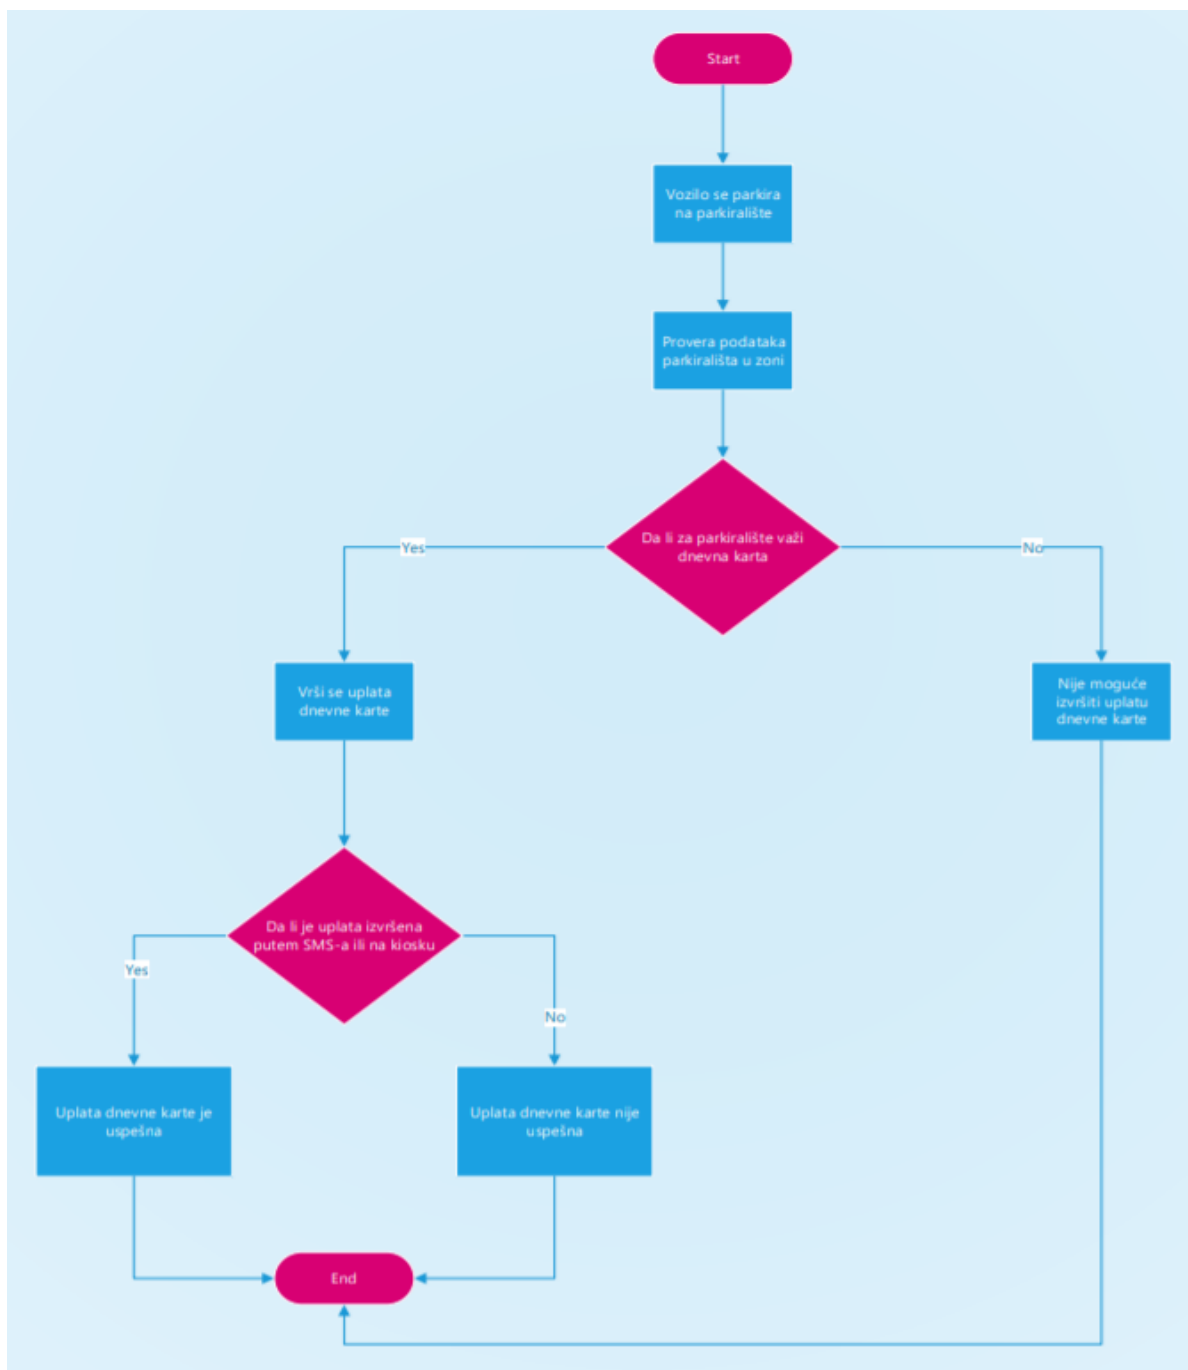 Start
Vozilo se parkira
na parkiralište
Provera podataka
parkirališta u zoni
Da li za parkiralište važi
dnevna karta
Yes
No
Vrši se uplata
dnevne karte
Nije moguće
izvršiti uplatu
dnevne karte
Da li je uplata izvršena
putem SMS-a ili na kiosku
Yes
No
Uplata dnevne karte je
uspešna
Uplata dnevne karte nije
uspešna
End